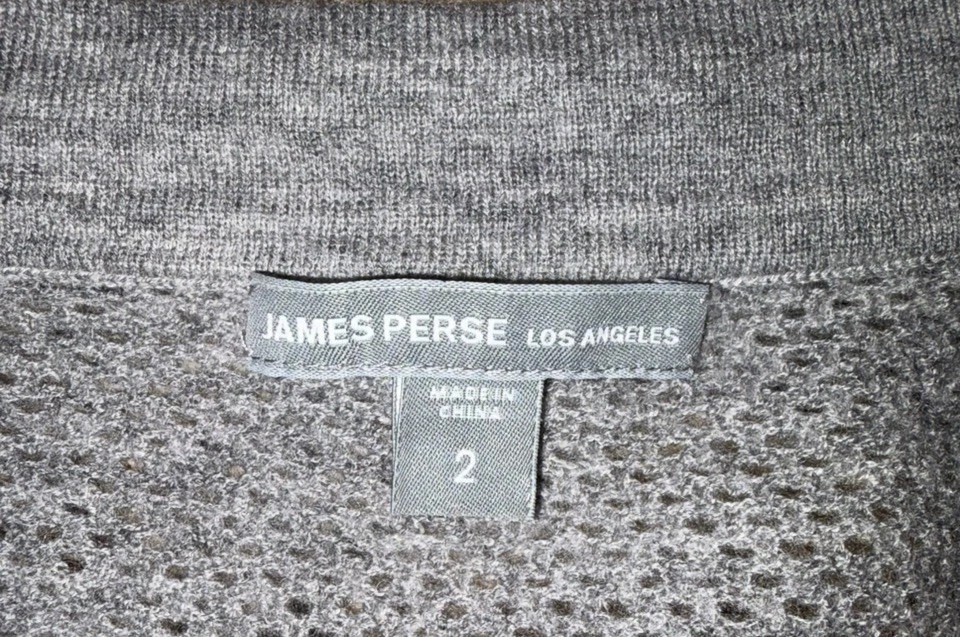 JAMES PERSE LOS ANGELES
MADE IN
CHINA
2